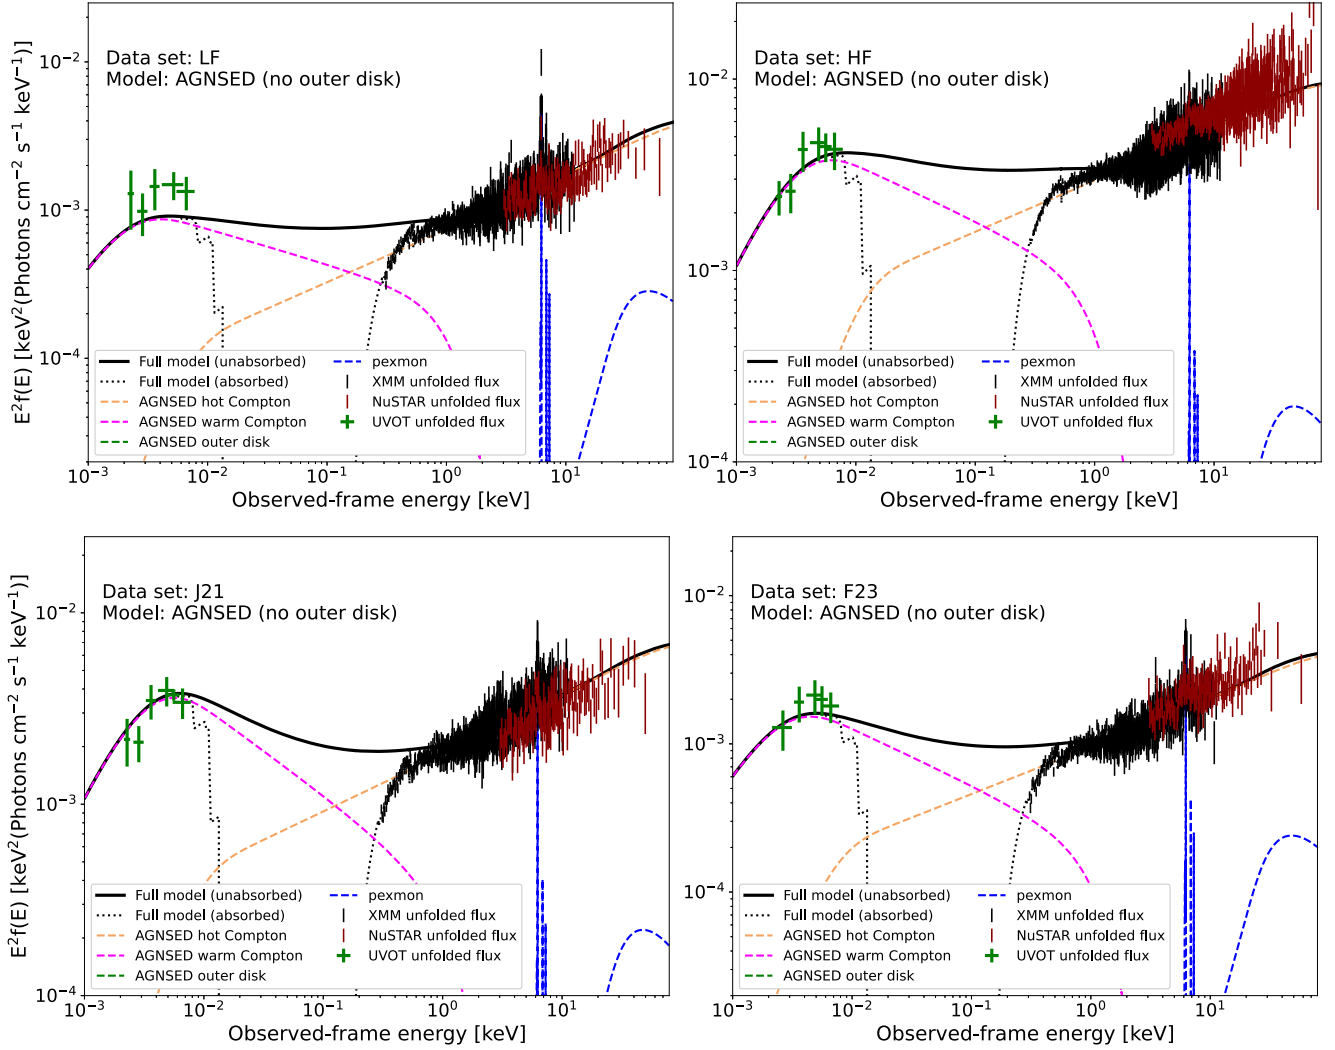 Data set: LF
Model: AGNSED (no outer disk)
E²f(E) [keV²(Photons cm⁻² s⁻¹ keV⁻¹)]
10⁻²
10⁻³
10⁻⁴
Full model (unabsorbed)
Full model (absorbed)
AGNSED hot Compton
AGNSED warm Compton
AGNSED outer disk
pexmon
XMM unfolded flux
NuSTAR unfolded flux
UVOT unfolded flux
10⁻³ 10⁻² 10⁻¹ 10⁰ 10¹
Observed-frame energy [keV]
Data set: HF
Model: AGNSED (no outer disk)
10⁻²
10⁻³
10⁻⁴
Full model (unabsorbed)
Full model (absorbed)
AGNSED hot Compton
AGNSED warm Compton
AGNSED outer disk
pexmon
XMM unfolded flux
NuSTAR unfolded flux
UVOT unfolded flux
10⁻³ 10⁻² 10⁻¹ 10⁰ 10¹
Observed-frame energy [keV]
Data set: J21
Model: AGNSED (no outer disk)
E²f(E) [keV²(Photons cm⁻² s⁻¹ keV⁻¹)]
10⁻²
10⁻³
10⁻⁴
Full model (unabsorbed)
Full model (absorbed)
AGNSED hot Compton
AGNSED warm Compton
AGNSED outer disk
pexmon
XMM unfolded flux
NuSTAR unfolded flux
UVOT unfolded flux
10⁻³ 10⁻² 10⁻¹ 10⁰ 10¹
Observed-frame energy [keV]
Data set: F23
Model: AGNSED (no outer disk)
10⁻²
10⁻³
10⁻⁴
Full model (unabsorbed)
Full model (absorbed)
AGNSED hot Compton
AGNSED warm Compton
AGNSED outer disk
pexmon
XMM unfolded flux
NuSTAR unfolded flux
UVOT unfolded flux
10⁻³ 10⁻² 10⁻¹ 10⁰ 10¹
Observed-frame energy [keV]